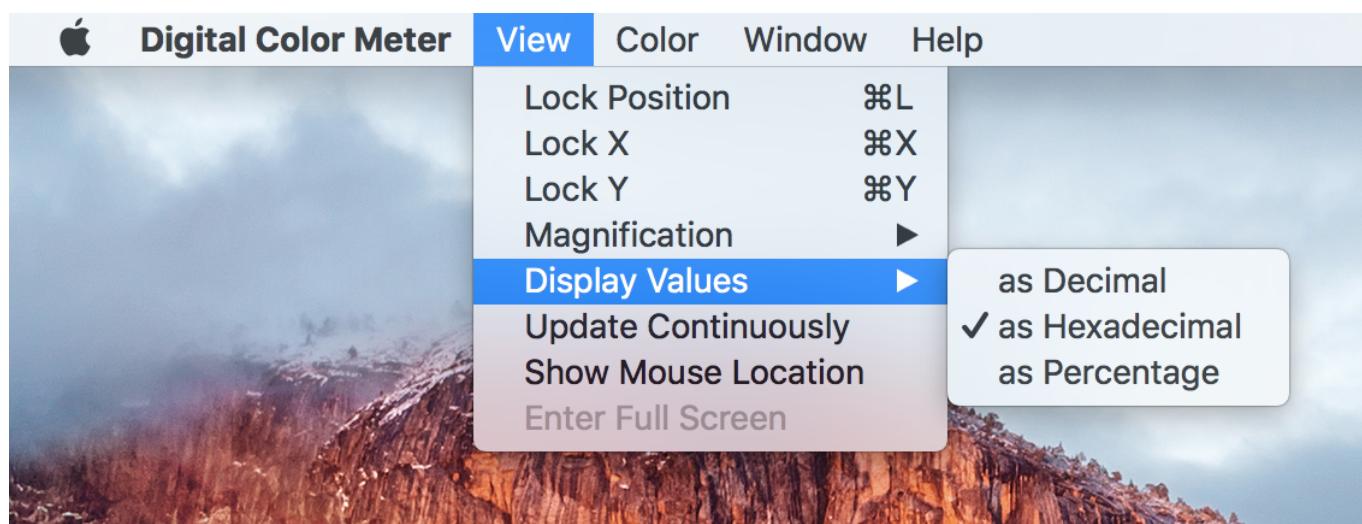 Digital Color Meter View Color Window Help
Lock Position ⌘L
Lock X ⌘X
Lock Y ⌘Y
Magnification ▶
Display Values ▶
as Decimal
✓ as Hexadecimal
as Percentage
Update Continuously
Show Mouse Location
Enter Full Screen